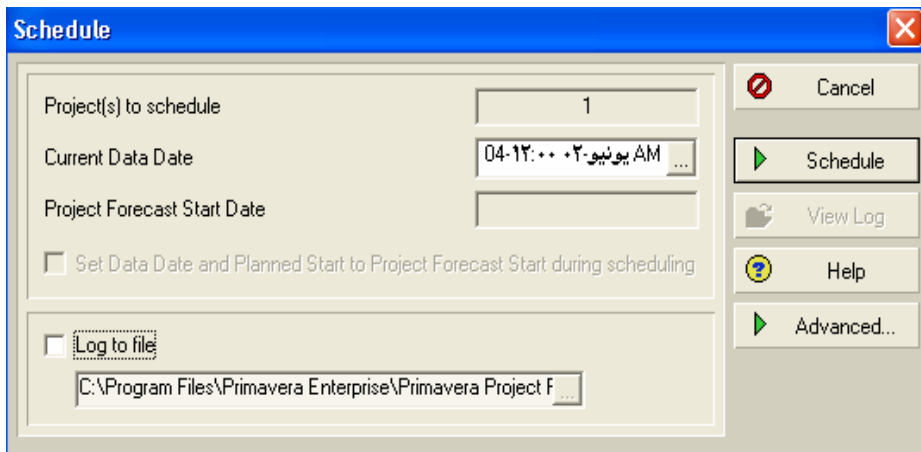 Schedule
Project(s) to schedule
1
Current Data Date
04-يونيو-٠٢ ١٢:٠٠ AM ...
Project Forecast Start Date
Set Data Date and Planned Start to Project Forecast Start during scheduling
Log to file
C:\Program Files\Primavera Enterprise\Primavera Project F ...
Cancel
Schedule
View Log
Help
Advanced...